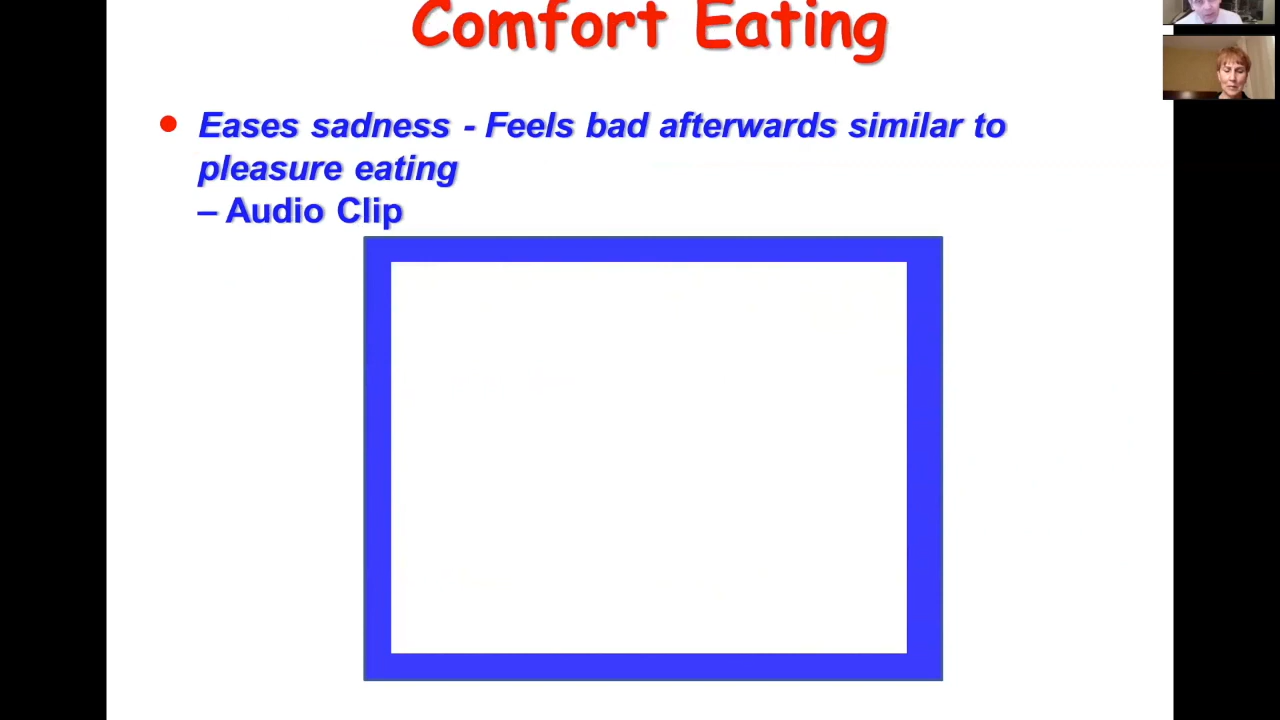 Comfort Eating
Eases sadness - Feels bad afterwards similar to
pleasure eating
– Audio Clip